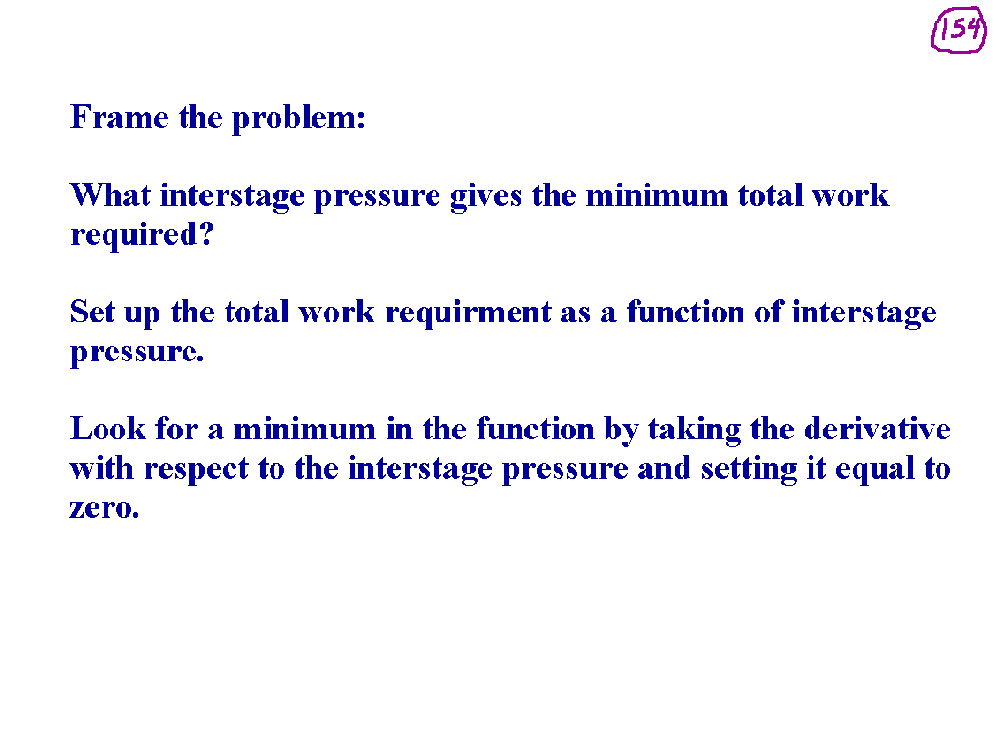 154
Frame the problem:
What interstage pressure gives the minimum total work
required?
Set up the total work requirment as a function of interstage
pressure.
Look for a minimum in the function by taking the derivative
with respect to the interstage pressure and setting it equal to
zero.